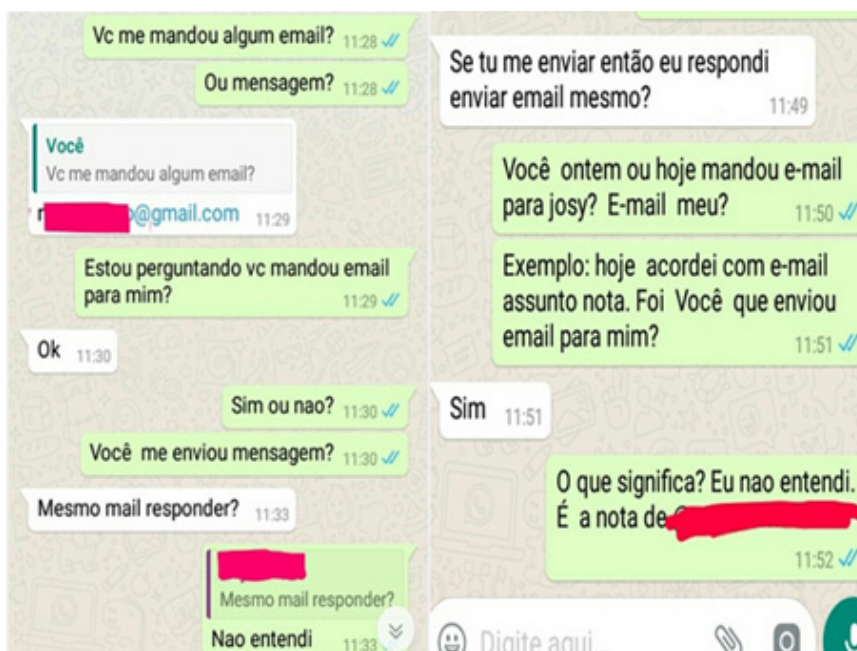 Vc me mandou algum email? 11:28
Ou mensagem? 11:28
Você
Vc me mandou algum email?
@gmail.com 11:29
Estou perguntando vc mandou email
para mim? 11:29
Ok 11:30
Sim ou nao? 11:30
Você me enviou mensagem? 11:30
Mesmo mail responder? 11:33
Mesmo mail responder?
Nao entendi 11:33
Se tu me enviar então eu respondi
enviar email mesmo? 11:49
Você ontem ou hoje mandou e-mail
para josy? E-mail meu? 11:50
Exemplo: hoje acordei com e-mail
assunto nota. Foi Você que enviou
email para mim? 11:51
Sim 11:51
O que significa? Eu nao entendi.
É a nota de
11:52
Digite aqui...